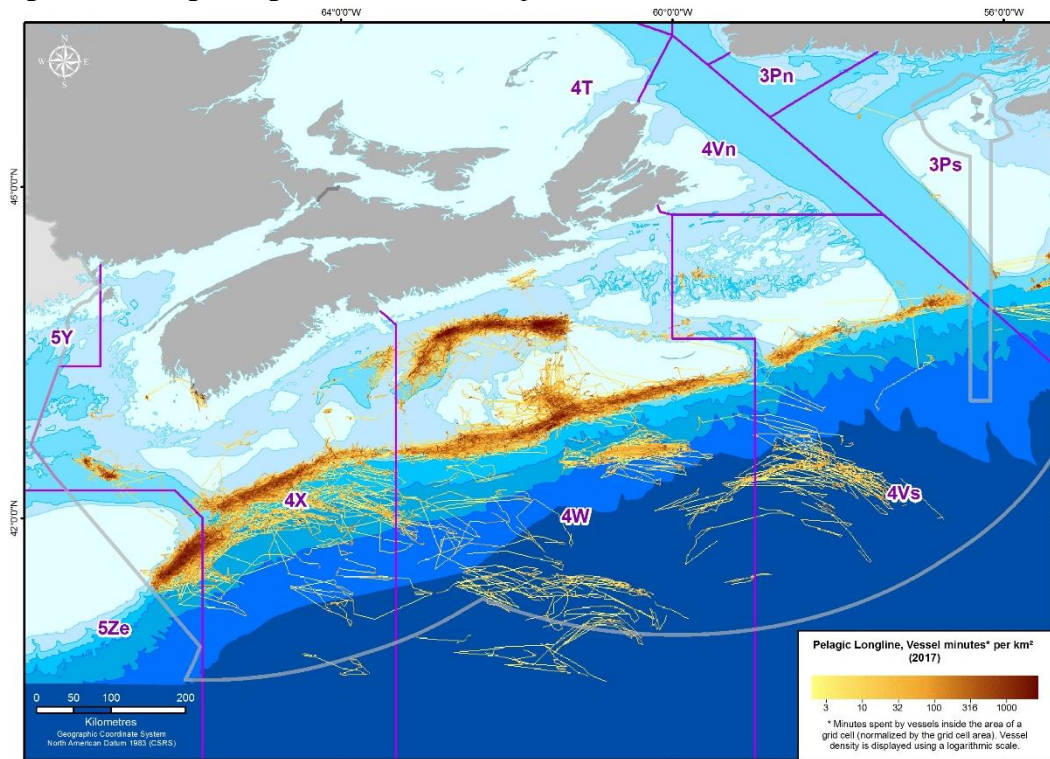 64°0'0"W
60°0'0"W
56°0'0"W
N
W
E
S
4T
3Pn
4Vn
3Ps
46°0'0"N
5Y
4X
4W
4Vs
42°0'0"N
5Ze
0 50 100 200
Kilometres
Geographic Coordinate System
North American Datum 1983 (CSRS)
Pelagic Longline, Vessel minutes* per km²
(2017)
3 10 32 100 316 1000
* Minutes spent by vessels inside the area of a
grid cell (normalized by the grid cell area). Vessel
density is displayed using a logarithmic scale.